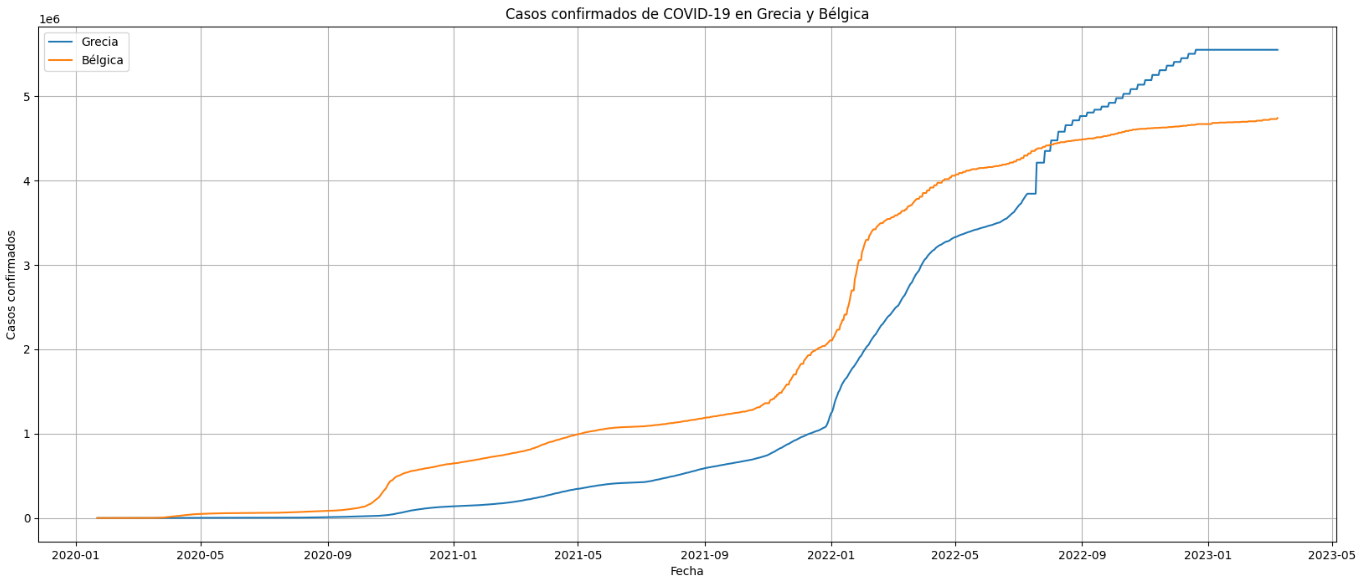 Casos confirmados de COVID-19 en Grecia y Bélgica
1e6
Grecia
Bélgica
5
4
3
2
1
0
Casos confirmados
2020-01 2020-05 2020-09 2021-01 2021-05 2021-09 2022-01 2022-05 2022-09 2023-01 2023-05
Fecha